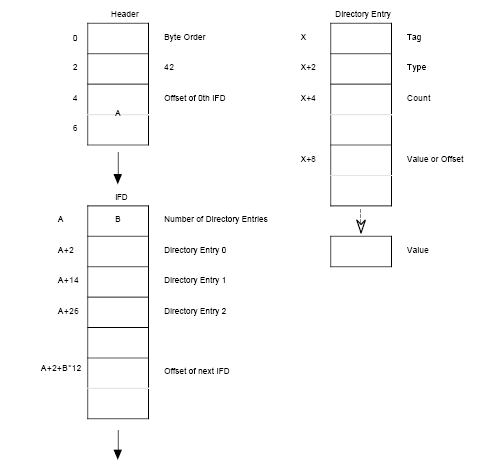 Header
0 Byte Order
2 42
4 Offset of 0th IFD
A
6
IFD
A B Number of Directory Entries
A+2 Directory Entry 0
A+14 Directory Entry 1
A+26 Directory Entry 2
A+2+B*12 Offset of next IFD
Directory Entry
X Tag
X+2 Type
X+4 Count
X+8 Value or Offset
Value